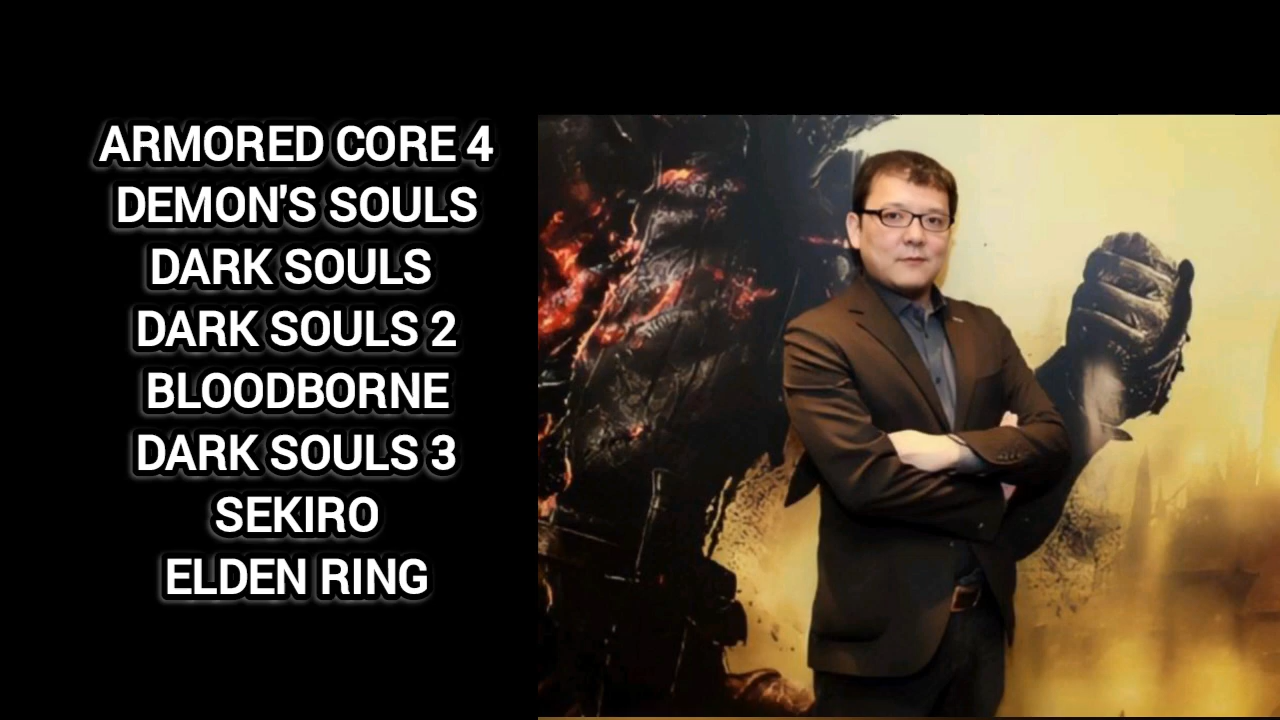 ARMORED CORE 4
DEMON'S SOULS
DARK SOULS
DARK SOULS 2
BLOODBORNE
DARK SOULS 3
SEKIRO
ELDEN RING